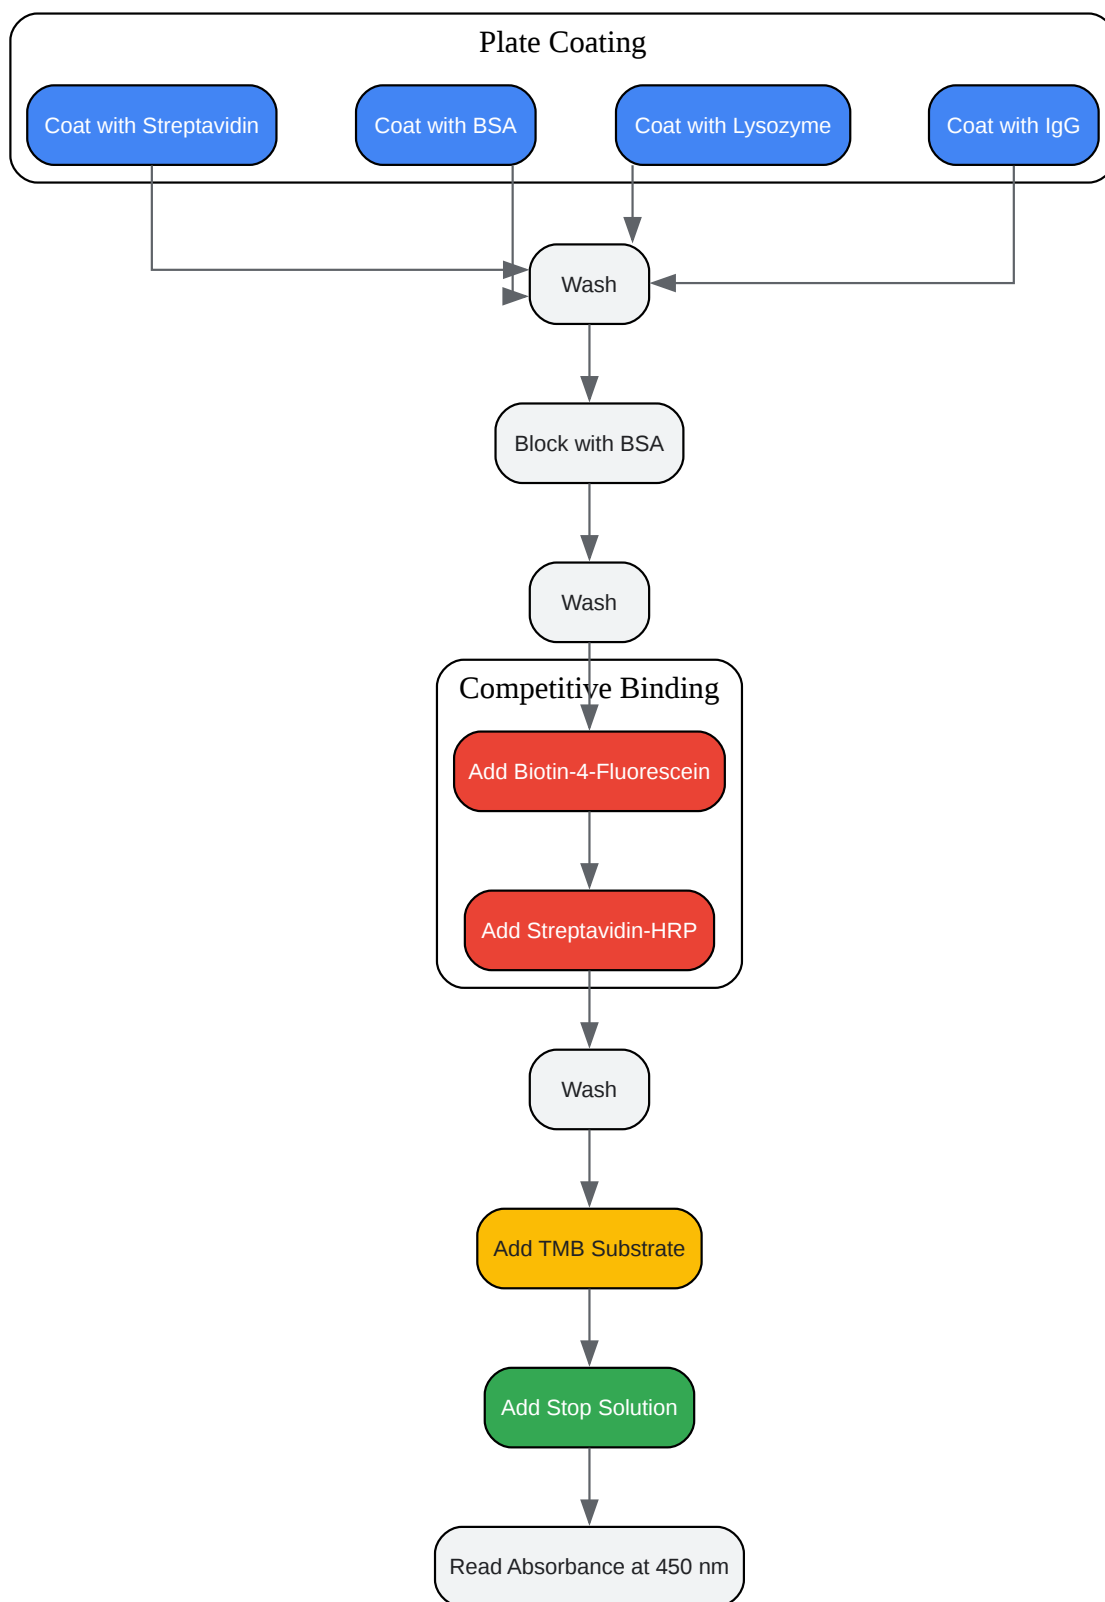 Plate Coating
Coat with Streptavidin
Coat with BSA
Coat with Lysozyme
Coat with IgG
Wash
Block with BSA
Wash
Competitive Binding
Add Biotin-4-Fluorescein
Add Streptavidin-HRP
Wash
Add TMB Substrate
Add Stop Solution
Read Absorbance at 450 nm